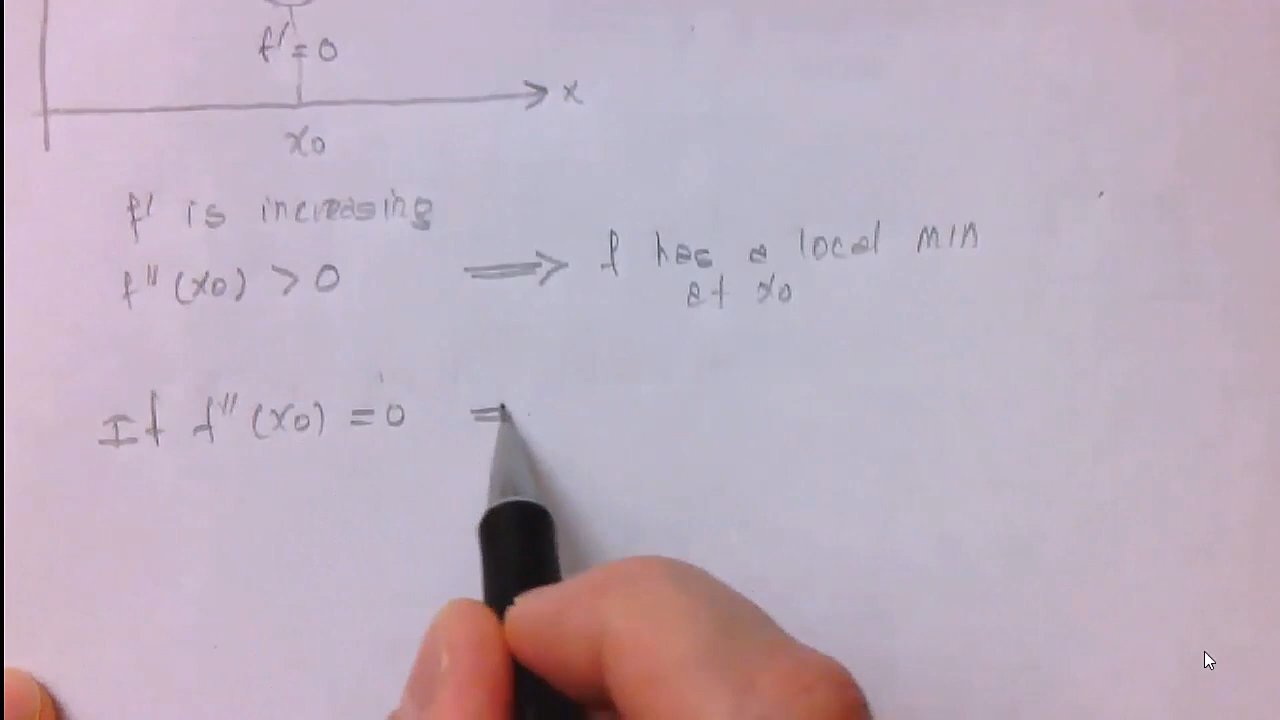 f' = 0
x
x0
f' is increasing
f''(x0) > 0 ⟹ f has a local min
at x0
If f''(x0) = 0 =